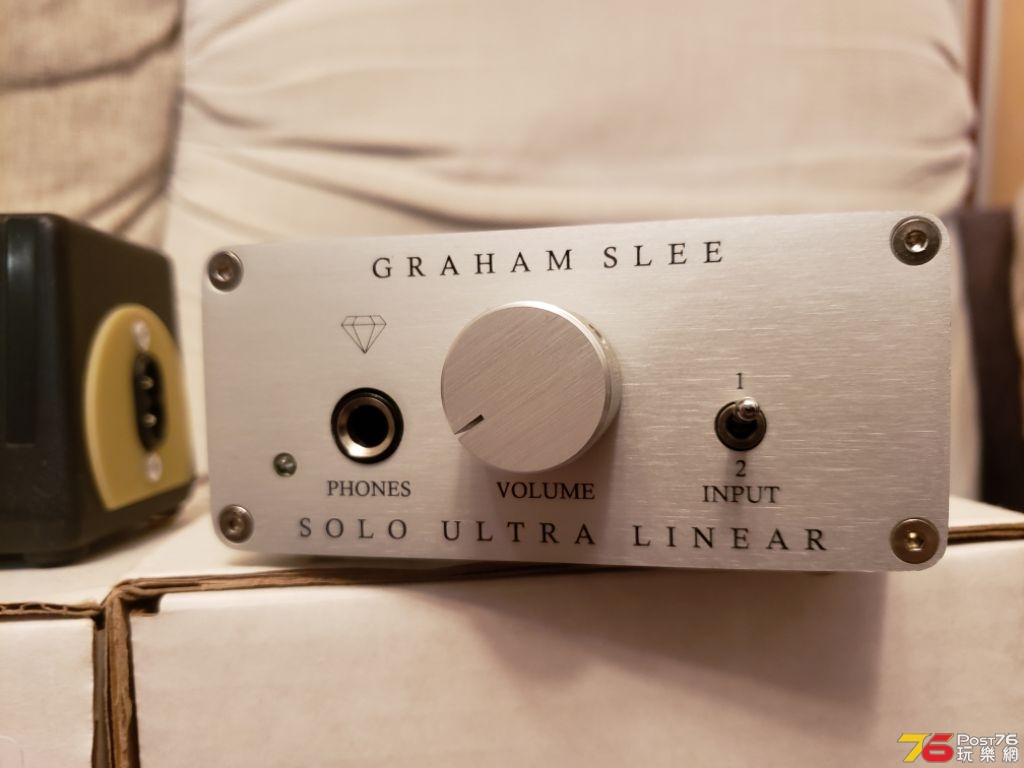 GRAHAM SLEE
1
2
PHONES VOLUME INPUT
SOLO ULTRA LINEAR
76 Post76
玩樂網